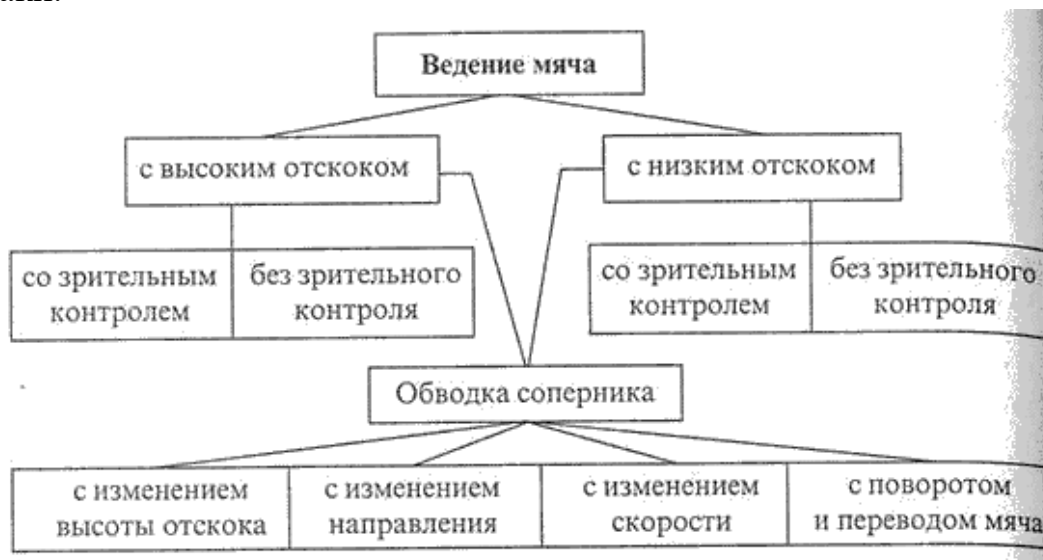 Ведение мяча
с высоким отскоком
с низким отскоком
со зрительным
контролем
без зрительного
контроля
со зрительным
контролем
без зрительного
контроля
Обводка соперника
с изменением
высоты отскока
с изменением
направления
с изменением
скорости
с поворотом
и переводом мяча